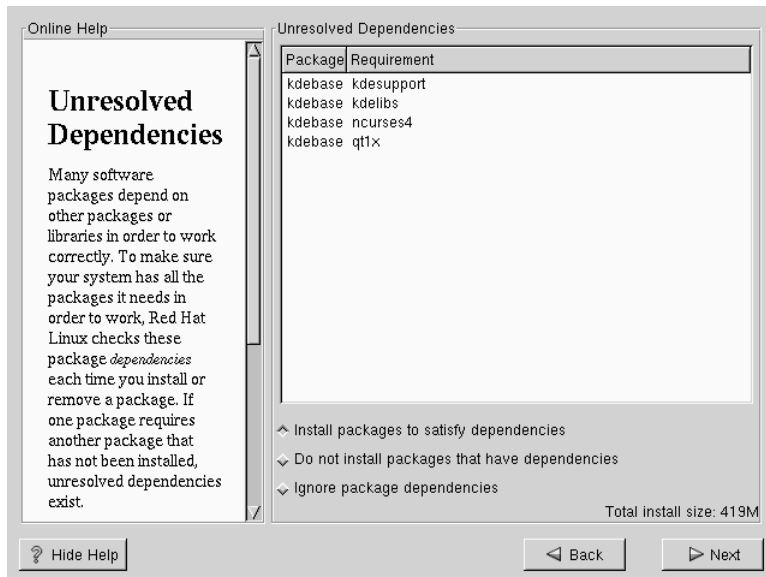 Online Help
Unresolved
Dependencies
Many software
packages depend on
other packages or
libraries in order to work
correctly. To make sure
your system has all the
packages it needs in
order to work, Red Hat
Linux checks these
package dependencies
each time you install or
remove a package. If
one package requires
another package that
has not been installed,
unresolved dependencies
exist.
Unresolved Dependencies
Package Requirement
kdebase kdesupport
kdebase kdelibs
kdebase ncurses4
kdebase qt1x
Install packages to satisfy dependencies
Do not install packages that have dependencies
Ignore package dependencies
Total install size: 419M
Hide Help
Back
Next